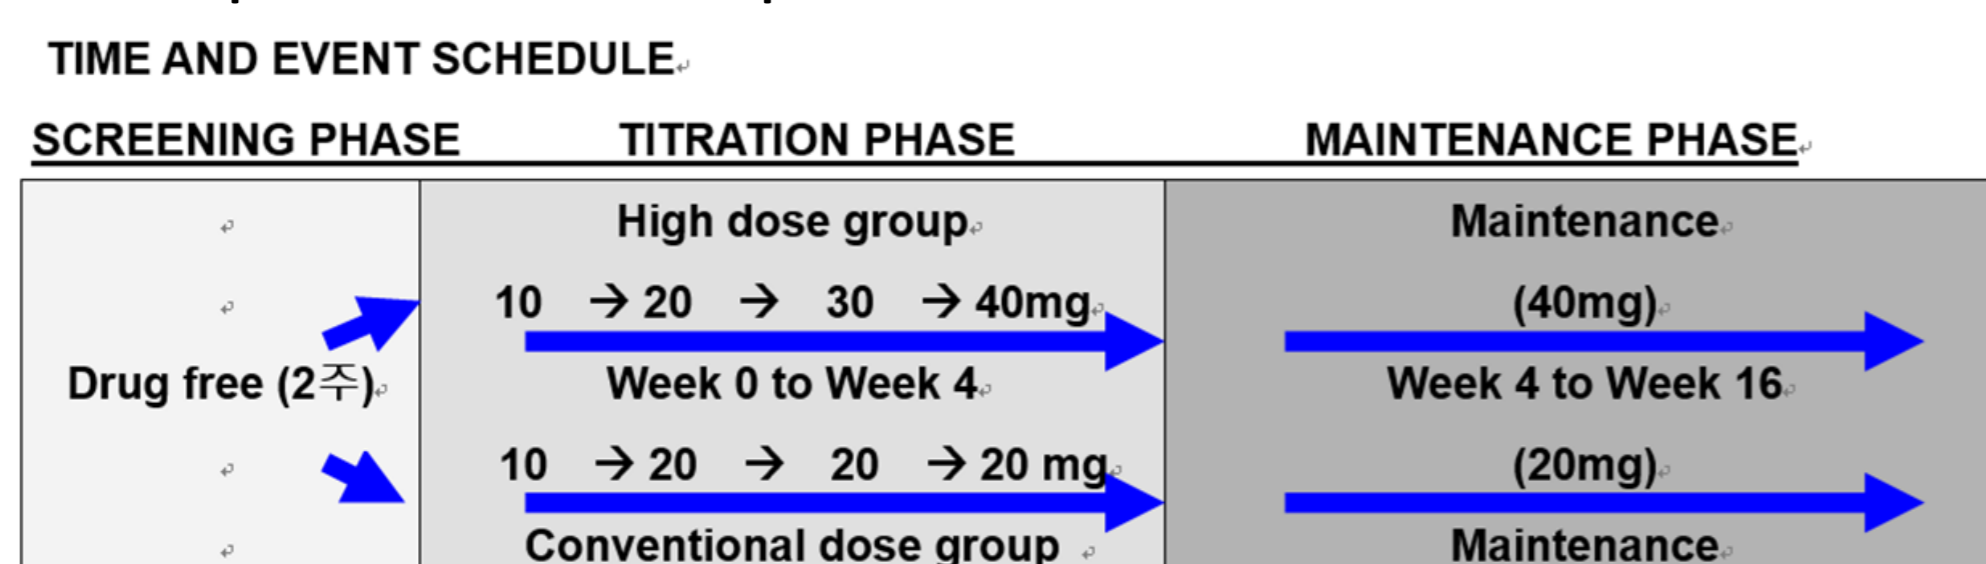 TIME AND EVENT SCHEDULE
SCREENING PHASE TITRATION PHASE MAINTENANCE PHASE
High dose group Maintenance
10 → 20 → 30 → 40mg (40mg)
Drug free (2주) Week 0 to Week 4 Week 4 to Week 16
10 → 20 → 20 → 20 mg (20mg)
Conventional dose group Maintenance